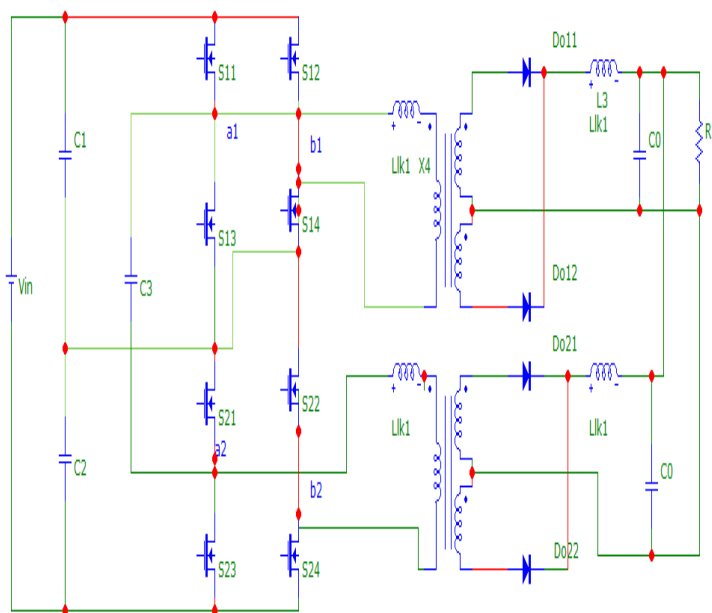 Do11
S11 S12
L3
Llk1
C1
a1
b1
C0
R
Llk1 X4
S13
S14
Vin
C3
Do12
Do21
S21
S22
Llk1
Llk1
a2
C2
b2
C0
Do22
S23
S24